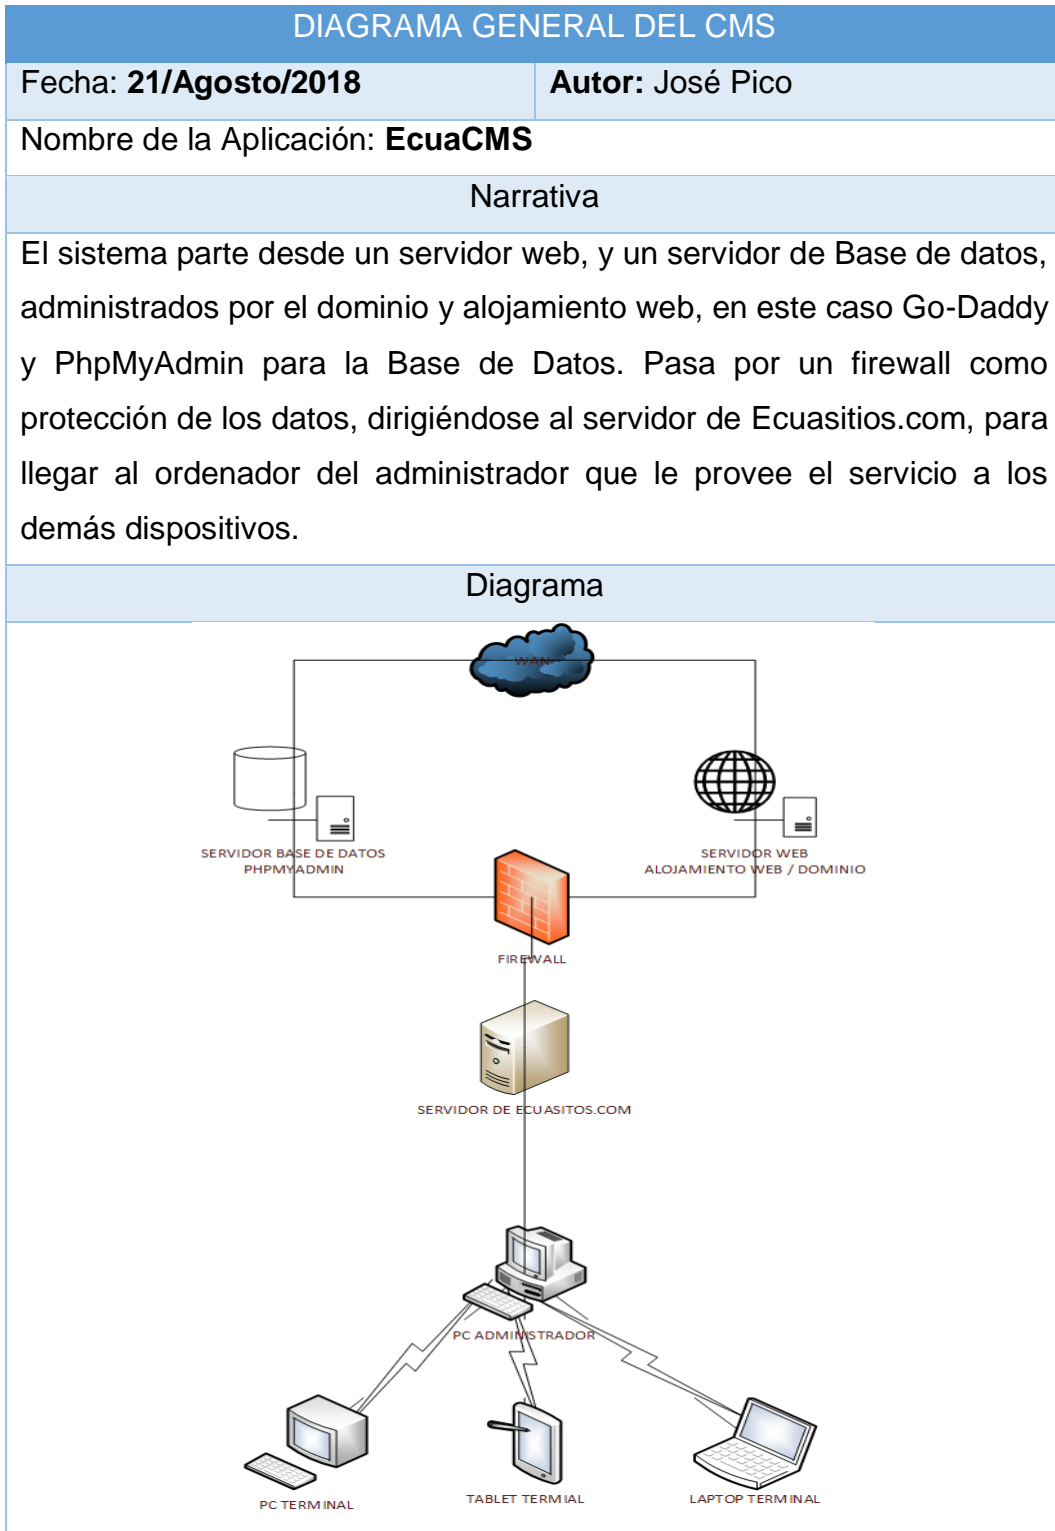 DIAGRAMA GENERAL DEL CMS
Fecha: 21/Agosto/2018
Autor: José Pico
Nombre de la Aplicación: EcuaCMS
Narrativa
El sistema parte desde un servidor web, y un servidor de Base de datos,
administrados por el dominio y alojamiento web, en este caso Go-Daddy
y PhpMyAdmin para la Base de Datos. Pasa por un firewall como
protección de los datos, dirigiéndose al servidor de Ecuasitios.com, para
llegar al ordenador del administrador que le provee el servicio a los
demás dispositivos.
Diagrama
WAN
SERVIDOR BASE DE DATOS
PHPMYADMIN
SERVIDOR WEB
ALOJAMIENTO WEB / DOMINIO
FIREWALL
SERVIDOR DE ECUASITOS.COM
PC ADMINISTRADOR
PC TERMINAL
TABLET TERMIAL
LAPTOP TERMINAL